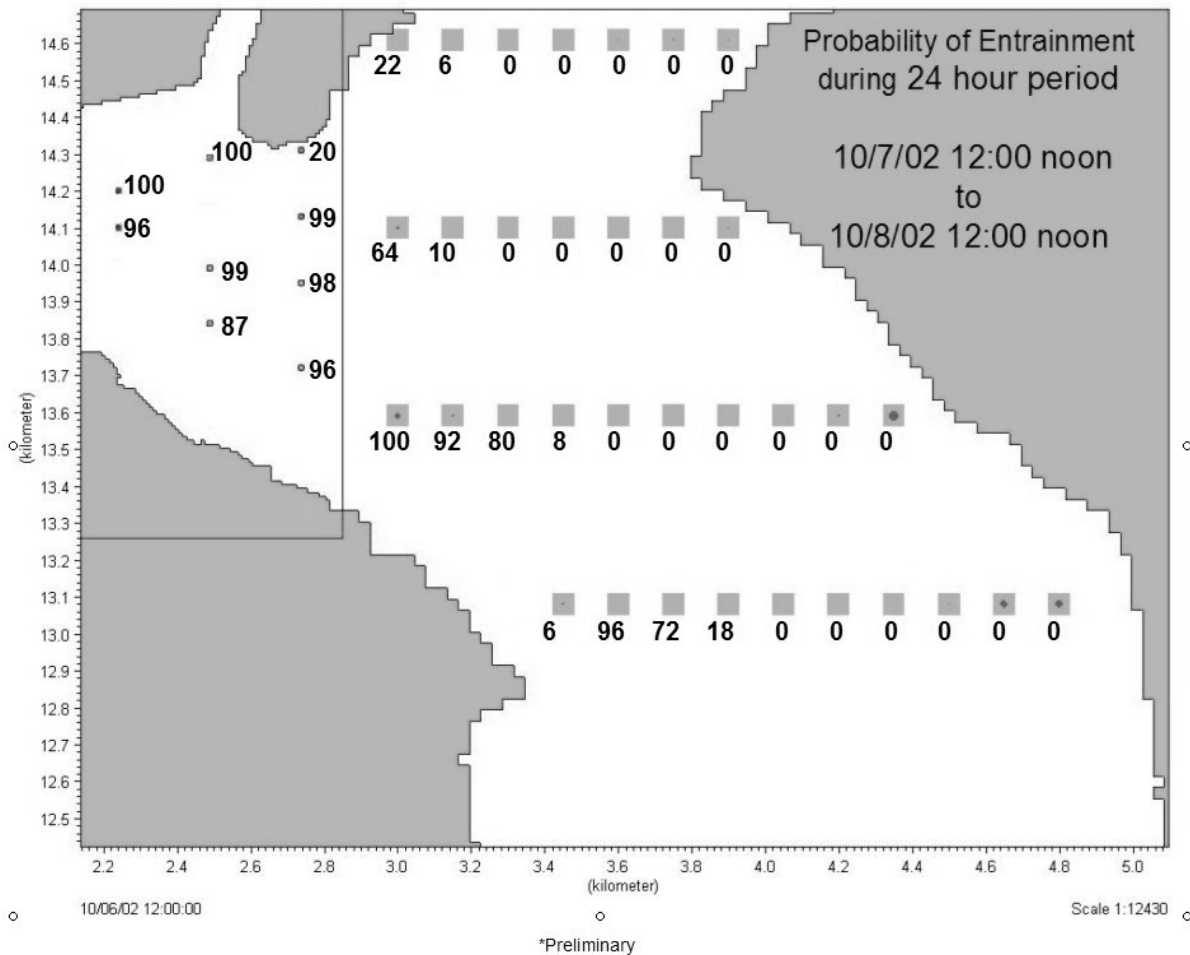 Probability of Entrainment
during 24 hour period
10/7/02 12:00 noon
to
10/8/02 12:00 noon
14.6
14.5
14.4
14.3
14.2
14.1
14.0
13.9
13.8
13.7
13.6
13.5
13.4
13.3
13.2
13.1
13.0
12.9
12.8
12.7
12.6
12.5
(kilometer)
22 6 0 0 0 0 0
100 20
100
96 99
99 98
87
96
64 10 0 0 0 0 0
100 92 80 8 0 0 0 0 0 0
6 96 72 18 0 0 0 0 0 0
2.2 2.4 2.6 2.8 3.0 3.2 3.4 3.6 3.8 4.0 4.2 4.4 4.6 4.8 5.0
(kilometer)
10/06/02 12:00:00 Scale 1:12430
*Preliminary